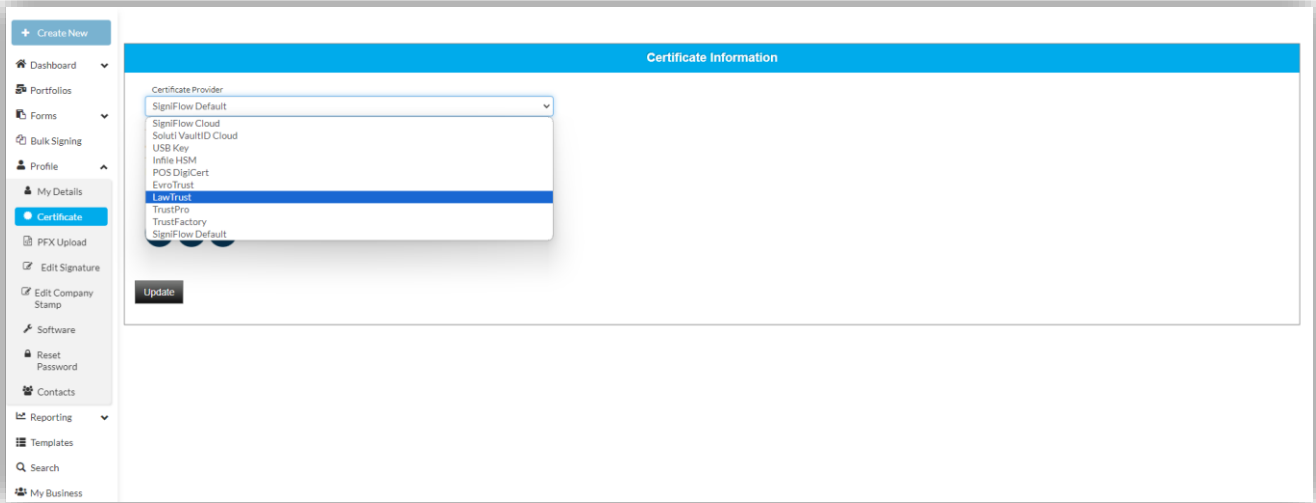 + Create New
Dashboard
Portfolios
Forms
Bulk Signing
Profile
My Details
Certificate
PFX Upload
Edit Signature
Edit Company
Stamp
Software
Reset
Password
Contacts
Reporting
Templates
Search
My Business
Certificate Information
Certificate Provider
SigniFlow Default
SigniFlow Cloud
Soluti VaultID Cloud
USB Key
Infile HSM
POS DigiCert
EvroTrust
LawTrust
TrustPro
TrustFactory
SigniFlow Default
Update